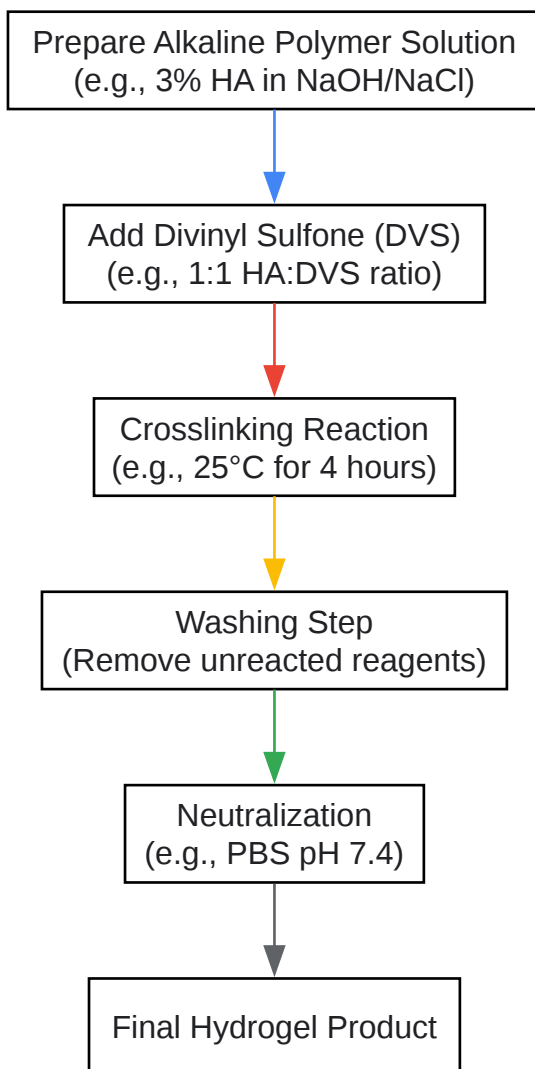 Prepare Alkaline Polymer Solution
(e.g., 3% HA in NaOH/NaCl)
Add Divinyl Sulfone (DVS)
(e.g., 1:1 HA:DVS ratio)
Crosslinking Reaction
(e.g., 25°C for 4 hours)
Washing Step
(Remove unreacted reagents)
Neutralization
(e.g., PBS pH 7.4)
Final Hydrogel Product